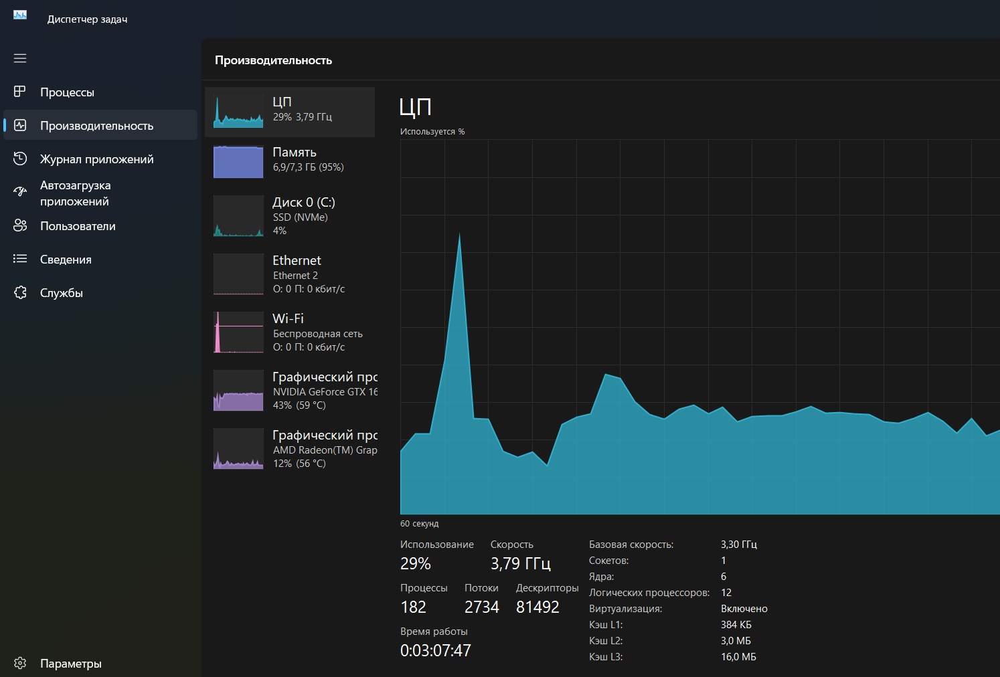 Диспетчер задач
Процессы
Производительность
Журнал приложений
Автозагрузка
приложений
Пользователи
Сведения
Службы
Параметры
Производительность
ЦП
29% 3,79 ГГц
Память
6,9/7,3 ГБ (95%)
Диск 0 (C:)
SSD (NVMe)
4%
Ethernet
Ethernet 2
О: 0 П: 0 кбит/с
Wi-Fi
Беспроводная сеть
О: 0 П: 0 кбит/с
Графический прс
NVIDIA GeForce GTX 16
43% (59 °C)
Графический прс
AMD Radeon(TM) Grap
12% (56 °C)
ЦП
Используется %
60 секунд
Использование Скорость
29% 3,79 ГГц
Процессы Потоки Дескрипторы
182 2734 81492
Время работы
0:03:07:47
Базовая скорость: 3,30 ГГц
Сокетов: 1
Ядра: 6
Логических процессоров: 12
Виртуализация: Включено
Кэш L1: 384 КБ
Кэш L2: 3,0 МБ
Кэш L3: 16,0 МБ